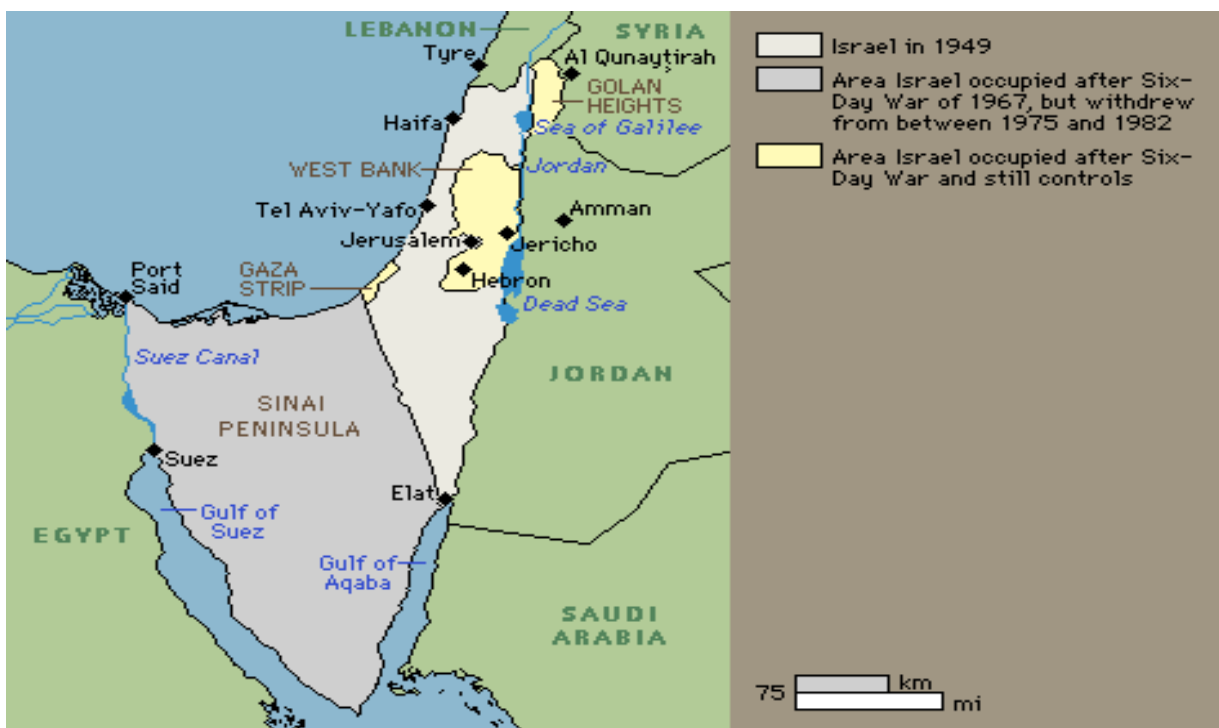 LEBANON
SYRIA
Tyre
Al Qunayţirah
GOLAN
HEIGHTS
Haifa
Sea of Galilee
WEST BANK
Jordan
Tel Aviv-Yafo
Amman
Jerusalem
Jericho
GAZA
STRIP
Hebron
Port
Said
Dead Sea
Suez Canal
JORDAN
SINAI
PENINSULA
Suez
Elat
Gulf of
Suez
EGYPT
Gulf of
Aqaba
SAUDI
ARABIA
Israel in 1949
Area Israel occupied after Six-
Day War of 1967, but withdrew
from between 1975 and 1982
Area Israel occupied after Six-
Day War and still controls
75 km
mi